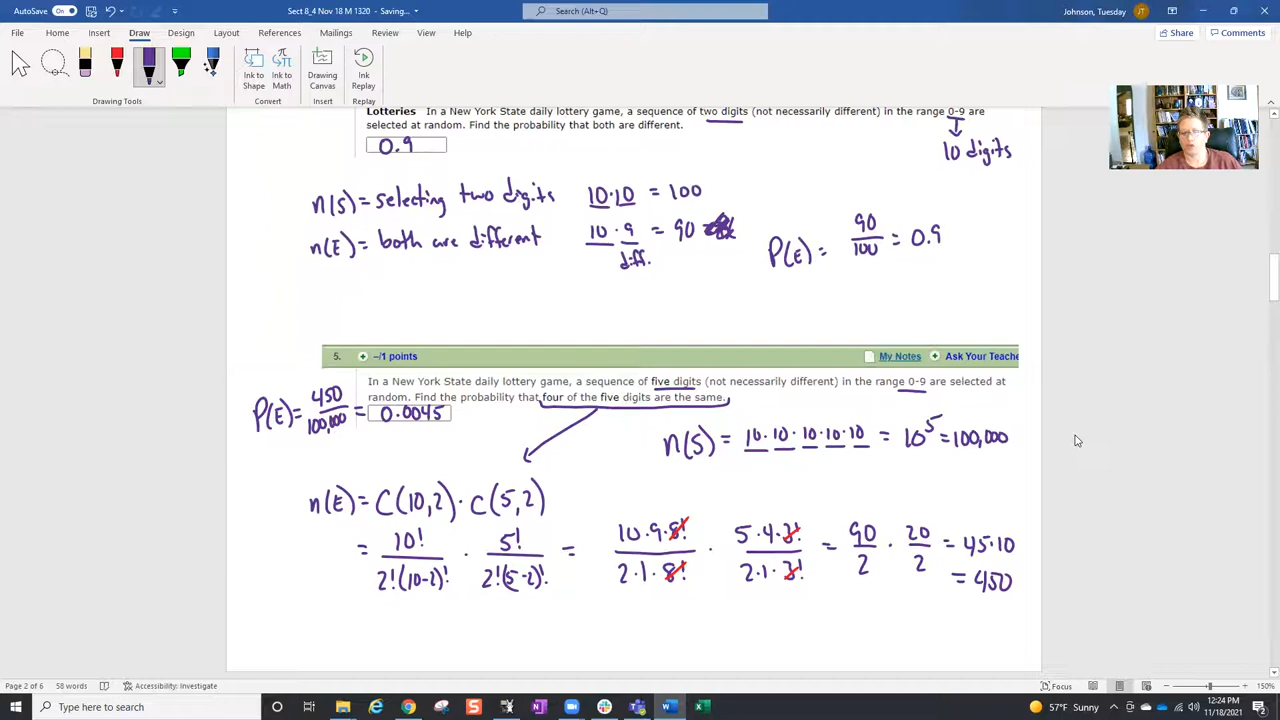 AutoSave On Sect 8_4 Nov 18 M 1320 - Saving... Search (Alt+Q) Johnson, Tuesday
File Home Insert Draw Design Layout References Mailings Review View Help Share Comments
Ink to Shape Ink to Math Drawing Canvas Ink Replay
Drawing Tools Convert Insert Replay
Lotteries In a New York State daily lottery game, a sequence of two digits (not necessarily different) in the range 0-9 are
selected at random. Find the probability that both are different.
0.9
10 digits
n(S) = selecting two digits 10·10 = 100
n(E) = both are different 10·9 = 90
diff.
P(E) = 90/100 = 0.9
5. –/1 points My Notes Ask Your Teache
In a New York State daily lottery game, a sequence of five digits (not necessarily different) in the range 0-9 are selected at
random. Find the probability that four of the five digits are the same.
P(E) = 450/100,000 = 0.0045
n(S) = 10·10·10·10·10 = 10^5 = 100,000
n(E) = C(10,2)·C(5,2)
= 10!/2!(10-2)! · 5!/2!(5-2)! = 10·9·8!/2·1·8! · 5·4·3!/2·1·3! = 90/2 · 20/2 = 45·10
= 450
Page 2 of 6 58 words Accessibility: Investigate Focus 150%
Type here to search 55°F Sunny 12:24 PM
11/18/2021